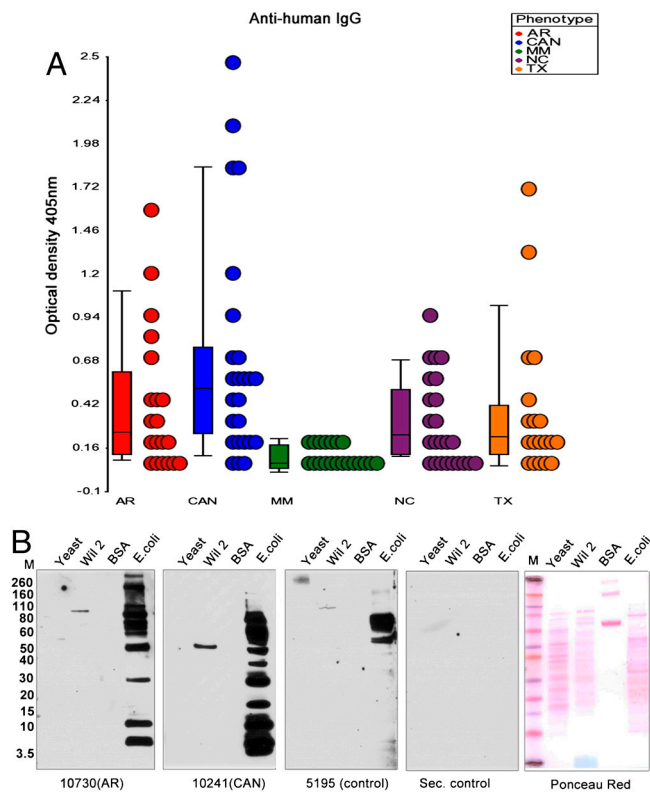 Anti-human IgG
Phenotype
AR
CAN
MM
NC
TX
A
Optical density 405nm
2.5
2.24
1.98
1.72
1.46
1.2
0.94
0.68
0.42
0.16
-0.1
AR CAN MM NC TX
B
Yeast Wil 2 BSA E.coli Yeast Wil 2 BSA E.coli Yeast Wil 2 BSA E.coli Yeast Wil 2 BSA E.coli M Yeast Wil 2 BSA E.coli
M
260
160
110
80
60
50
40
30
20
15
10
3.5
10730(AR) 10241(CAN) 5195 (control) Sec. control Ponceau Red